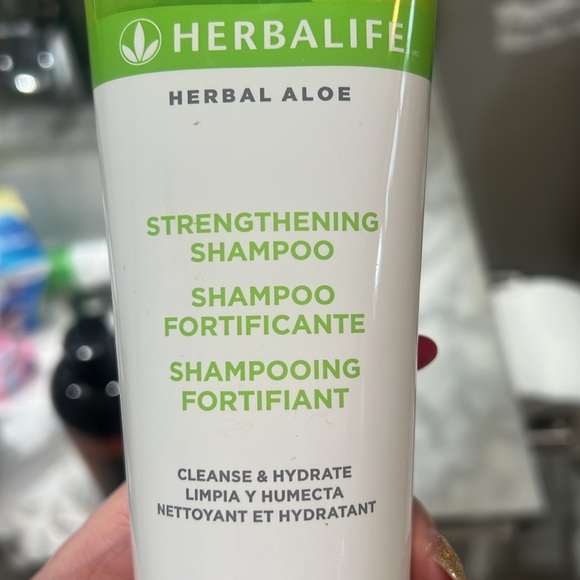 HERBALIFE
HERBAL ALOE
STRENGTHENING
SHAMPOO
SHAMPOO
FORTIFICANTE
SHAMPOOING
FORTIFIANT
CLEANSE & HYDRATE
LIMPIA Y HUMECTA
NETTOYANT ET HYDRATANT